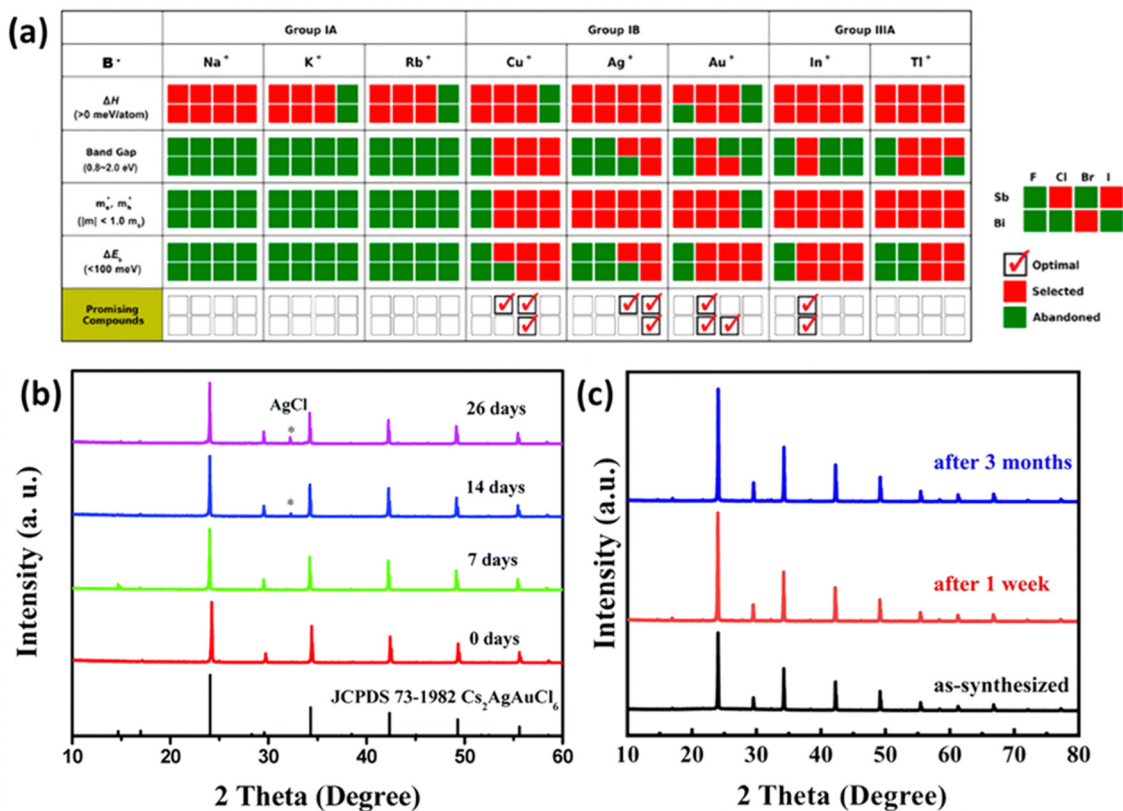 (a)
Group IA Group IB Group IIIA
B+ Na+ K+ Rb+ Cu+ Ag+ Au+ In+ Tl+
ΔH
(>0 meV/atom)
Band Gap
(0.8~2.0 eV)
me*, mh*
(|m| < 1.0 me)
ΔEb
(<100 meV)
Promising
Compounds
F Cl Br I
Sb
Bi
Optimal
Selected
Abandoned
(b)
Intensity (a. u.)
AgCl
26 days
*
14 days
*
7 days
0 days
JCPDS 73-1982 Cs2AgAuCl6
10 20 30 40 50 60
2 Theta (Degree)
(c)
Intensity (a.u.)
after 3 months
after 1 week
as-synthesized
10 20 30 40 50 60 70 80
2 Theta (Degree)